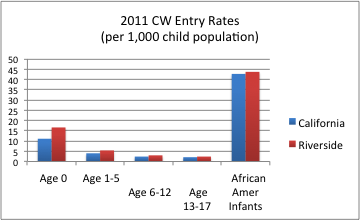 2011 CW Entry Rates
(per 1,000 child population)
50
45
40
35
30
25
20
15
10
5
0
Age 0
Age 1-5
Age 6-12
Age
13-17
African
Amer
Infants
California
Riverside